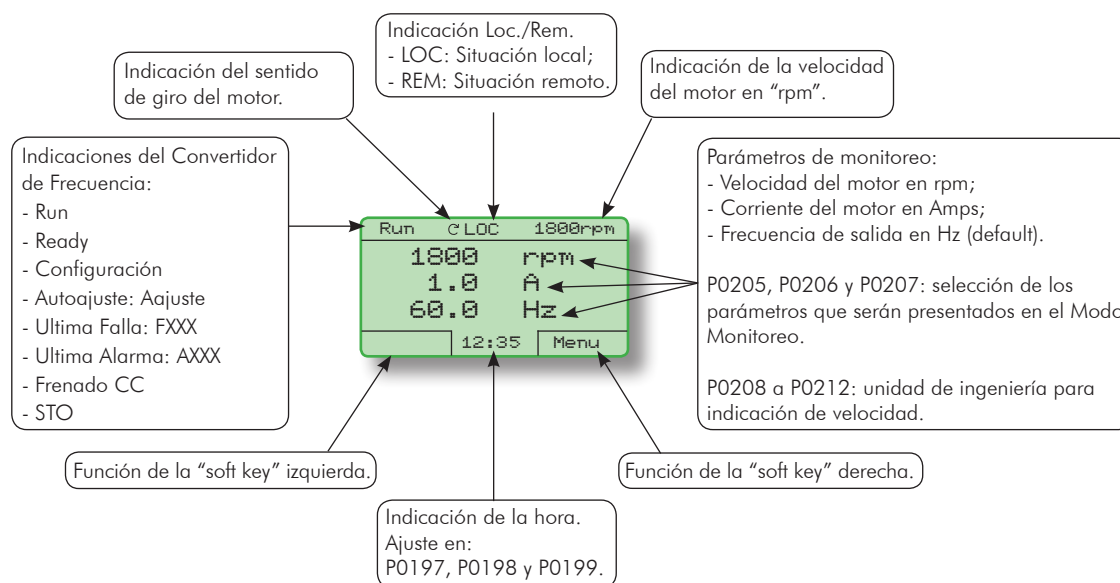 Indicación Loc./Rem.
- LOC: Situación local;
- REM: Situación remoto.
Indicación del sentido
de giro del motor.
Indicación de la velocidad
del motor en “rpm”.
Indicaciones del Convertidor
de Frecuencia:
- Run
- Ready
- Configuración
- Autoajuste: Aajuste
- Ultima Falla: FXXX
- Ultima Alarma: AXXX
- Frenado CC
- STO
Parámetros de monitoreo:
- Velocidad del motor en rpm;
- Corriente del motor en Amps;
- Frecuencia de salida en Hz (default).
P0205, P0206 y P0207: selección de los
parámetros que serán presentados en el Modo
Monitoreo.
P0208 a P0212: unidad de ingeniería para
indicación de velocidad.
Run LOC 1800rpm
1800 rpm
1.0 A
60.0 Hz
12:35 Menu
Función de la “soft key” izquierda.
Función de la “soft key” derecha.
Indicación de la hora.
Ajuste en:
P0197, P0198 y P0199.